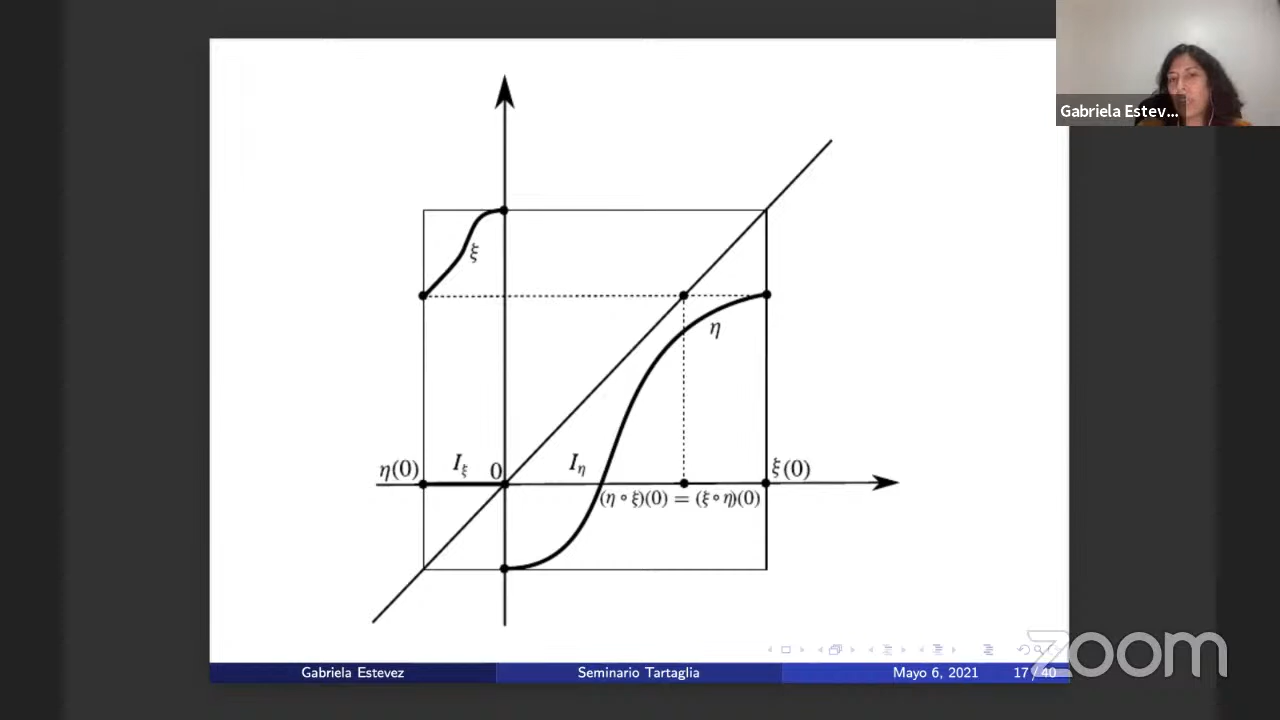 Gabriela Estev...
ξ
η
η(0)
I_ξ
0
I_η
ξ(0)
(η ∘ ξ)(0) = (ξ ∘ η)(0)
Gabriela Estevez
Seminario Tartaglia
Mayo 6, 2021
17 / 40
zoom